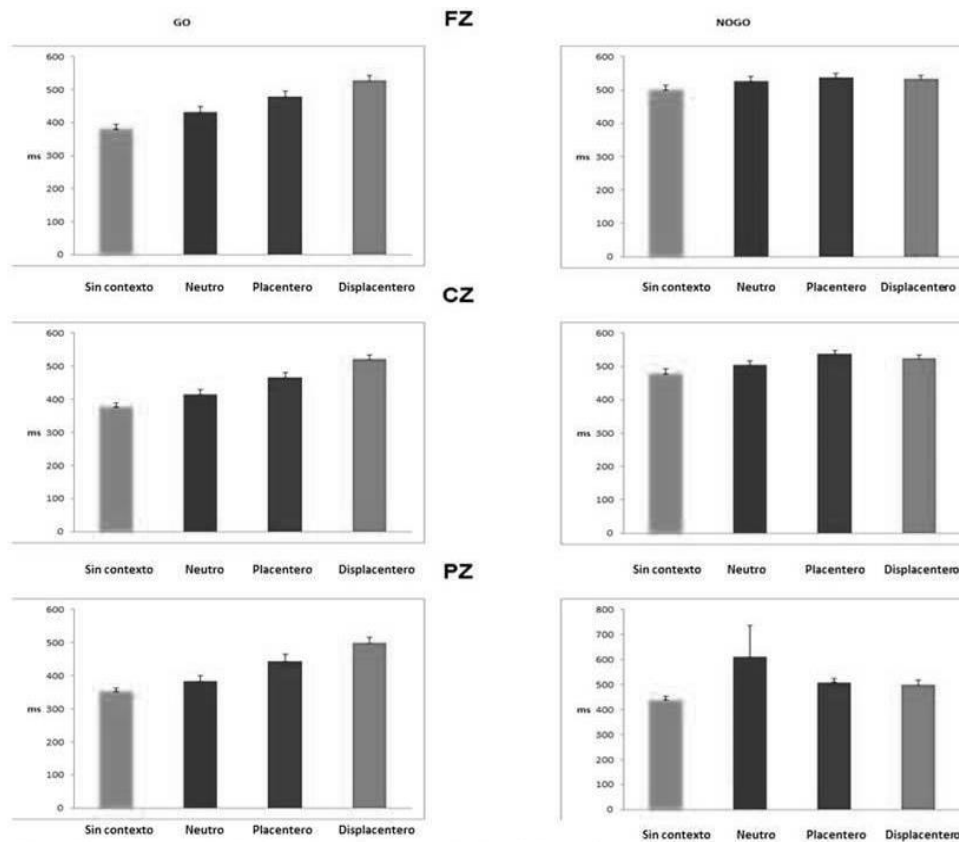 GO FZ NOGO
600 600
500 500
400 400
ms 300 ms 300
200 200
100 100
0 0
Sin contexto Neutro Placentero Displacentero Sin contexto Neutro Placentero Displacentero
CZ
600 600
500 500
400 400
ms 300 ms 300
200 200
100 100
0 0
Sin contexto Neutro Placentero Displacentero Sin contexto Neutro Placentero Displacentero
PZ
600 800
500 700
400 600
ms 300 500
200 ms 400
100 300
0 200
100
0
Sin contexto Neutro Placentero Displacentero Sin contexto Neutro Placentero Displacentero